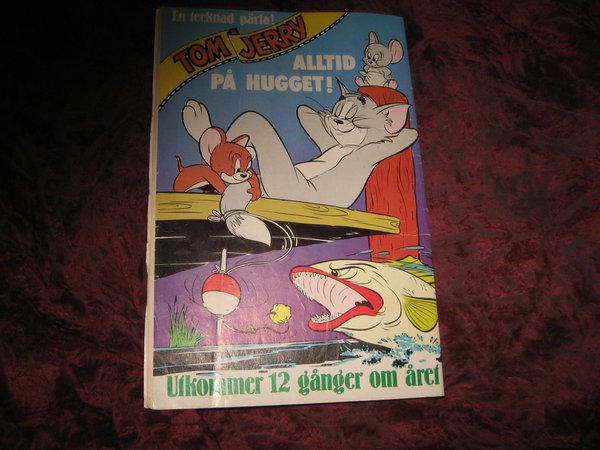 En tecknad pärla!
TOM & JERRY
ALLTID
PÅ HUGGET!
Utkommer 12 gånger om året